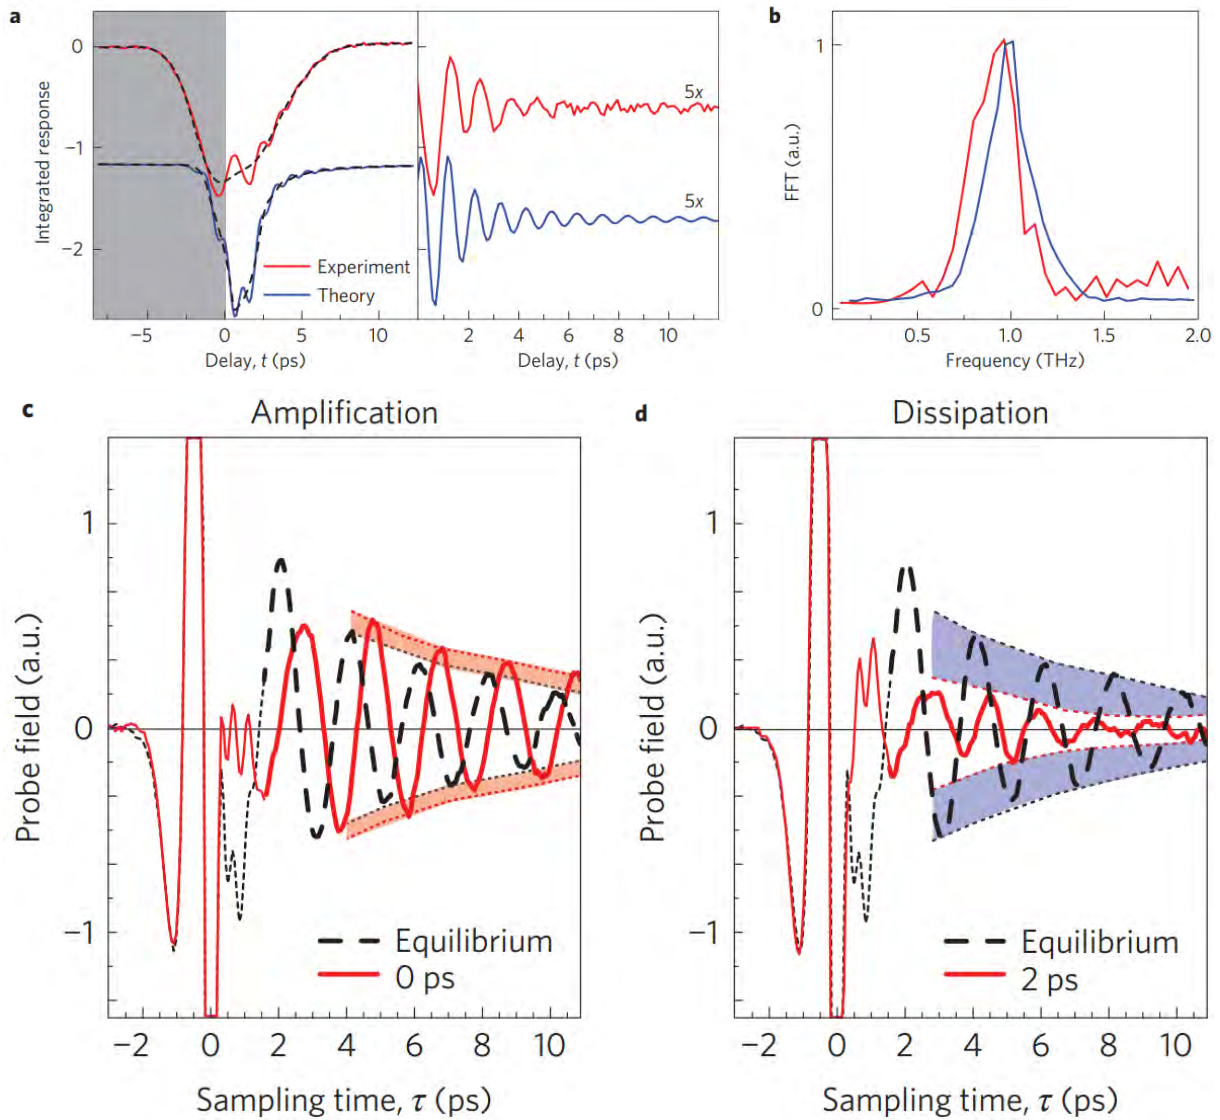 a
Integrated response
0
−1
−2
Experiment
Theory
−5
0
5
10
Delay, t (ps)
5x
5x
0
2
4
6
8
10
Delay, t (ps)
b
FFT (a.u.)
1
0
0.5
1.0
1.5
2.0
Frequency (THz)
c
Amplification
Probe field (a.u.)
1
0
−1
Equilibrium
0 ps
−2
0
2
4
6
8
10
Sampling time, τ (ps)
d
Dissipation
Probe field (a.u.)
1
0
−1
Equilibrium
2 ps
−2
0
2
4
6
8
10
Sampling time, τ (ps)